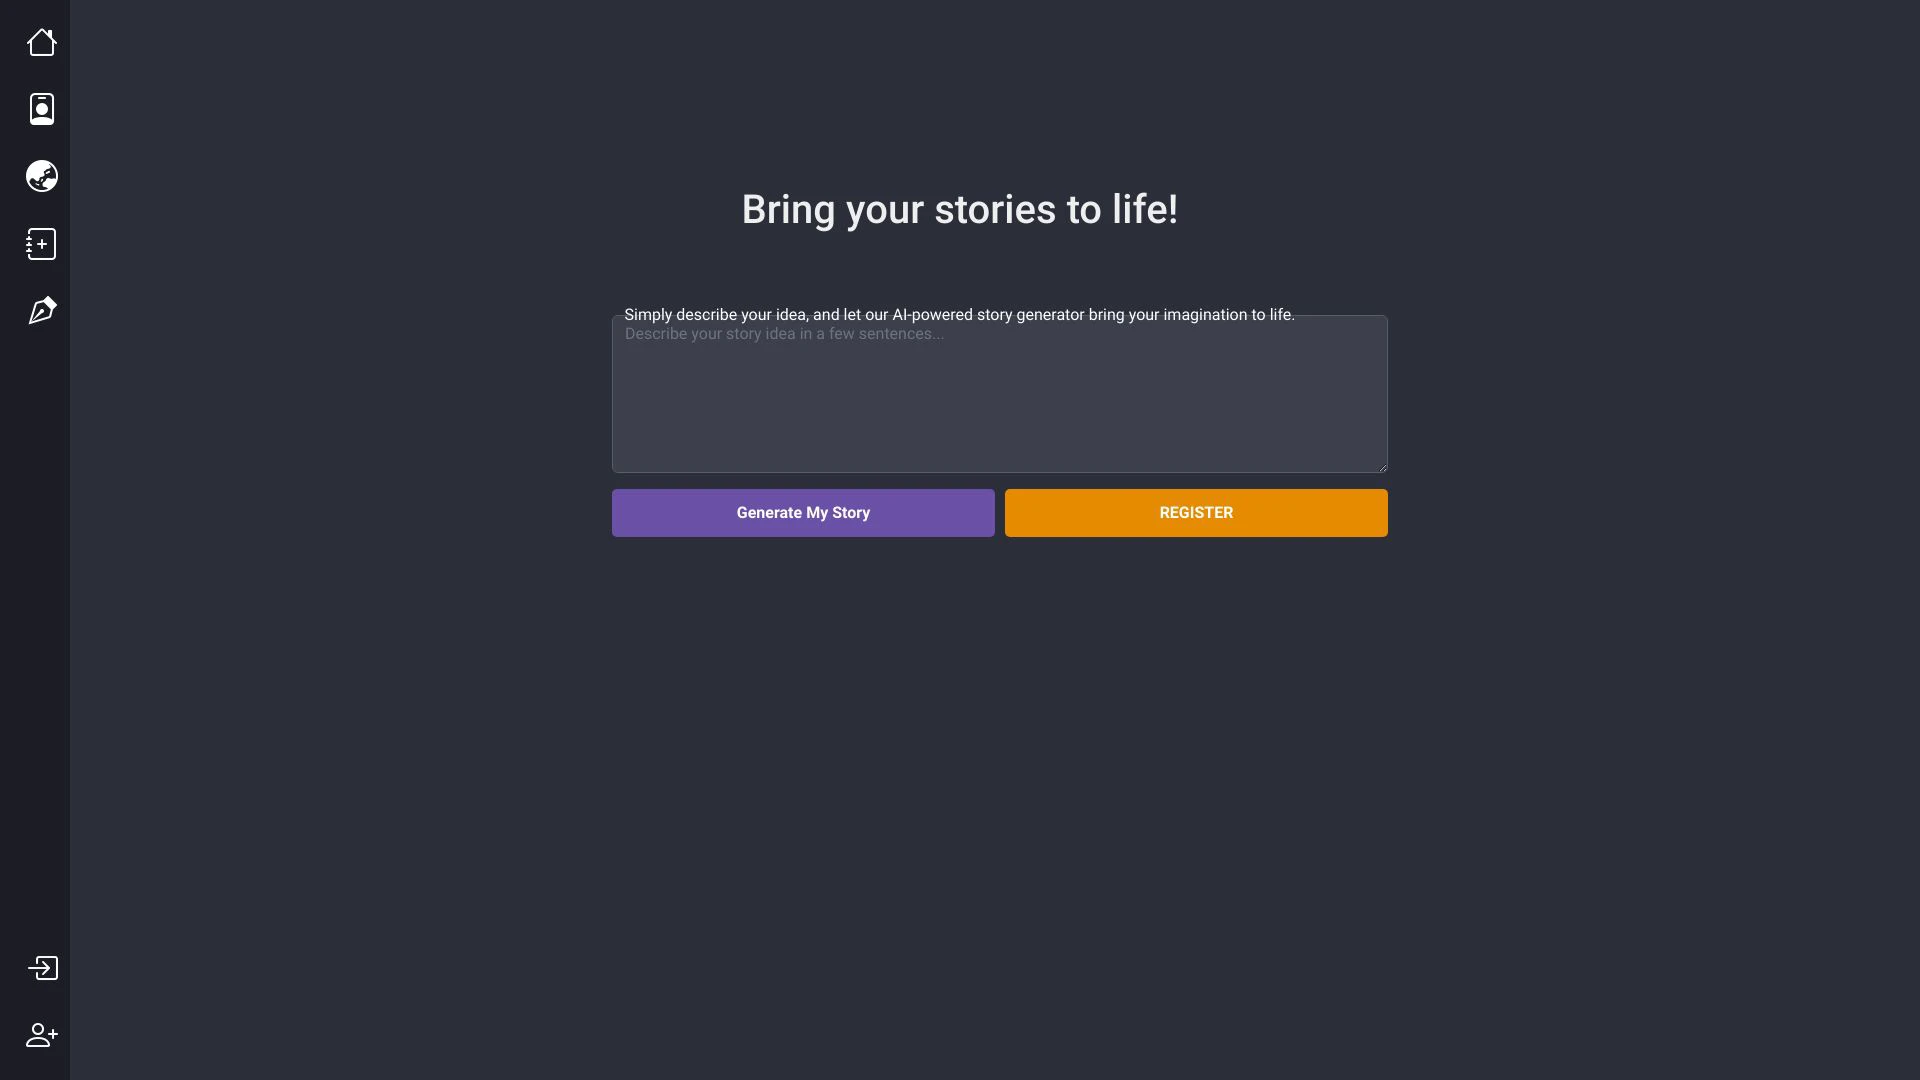 Bring your stories to life!
Simply describe your idea, and let our AI-powered story generator bring your imagination to life.
Describe your story idea in a few sentences...
Generate My Story
REGISTER